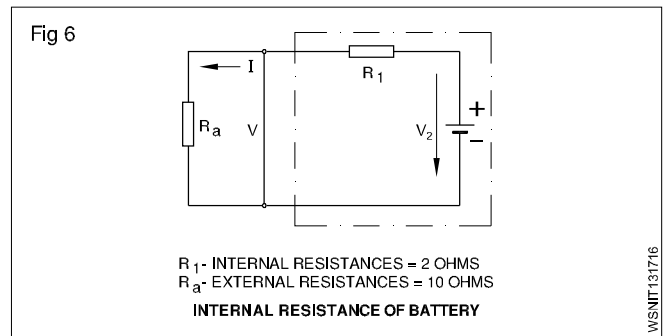 Fig 6
I
R1
Ra
V
V2
+
–
R1- INTERNAL RESISTANCES = 2 OHMS
Ra- EXTERNAL RESISTANCES = 10 OHMS
INTERNAL RESISTANCE OF BATTERY
WSNIT131716